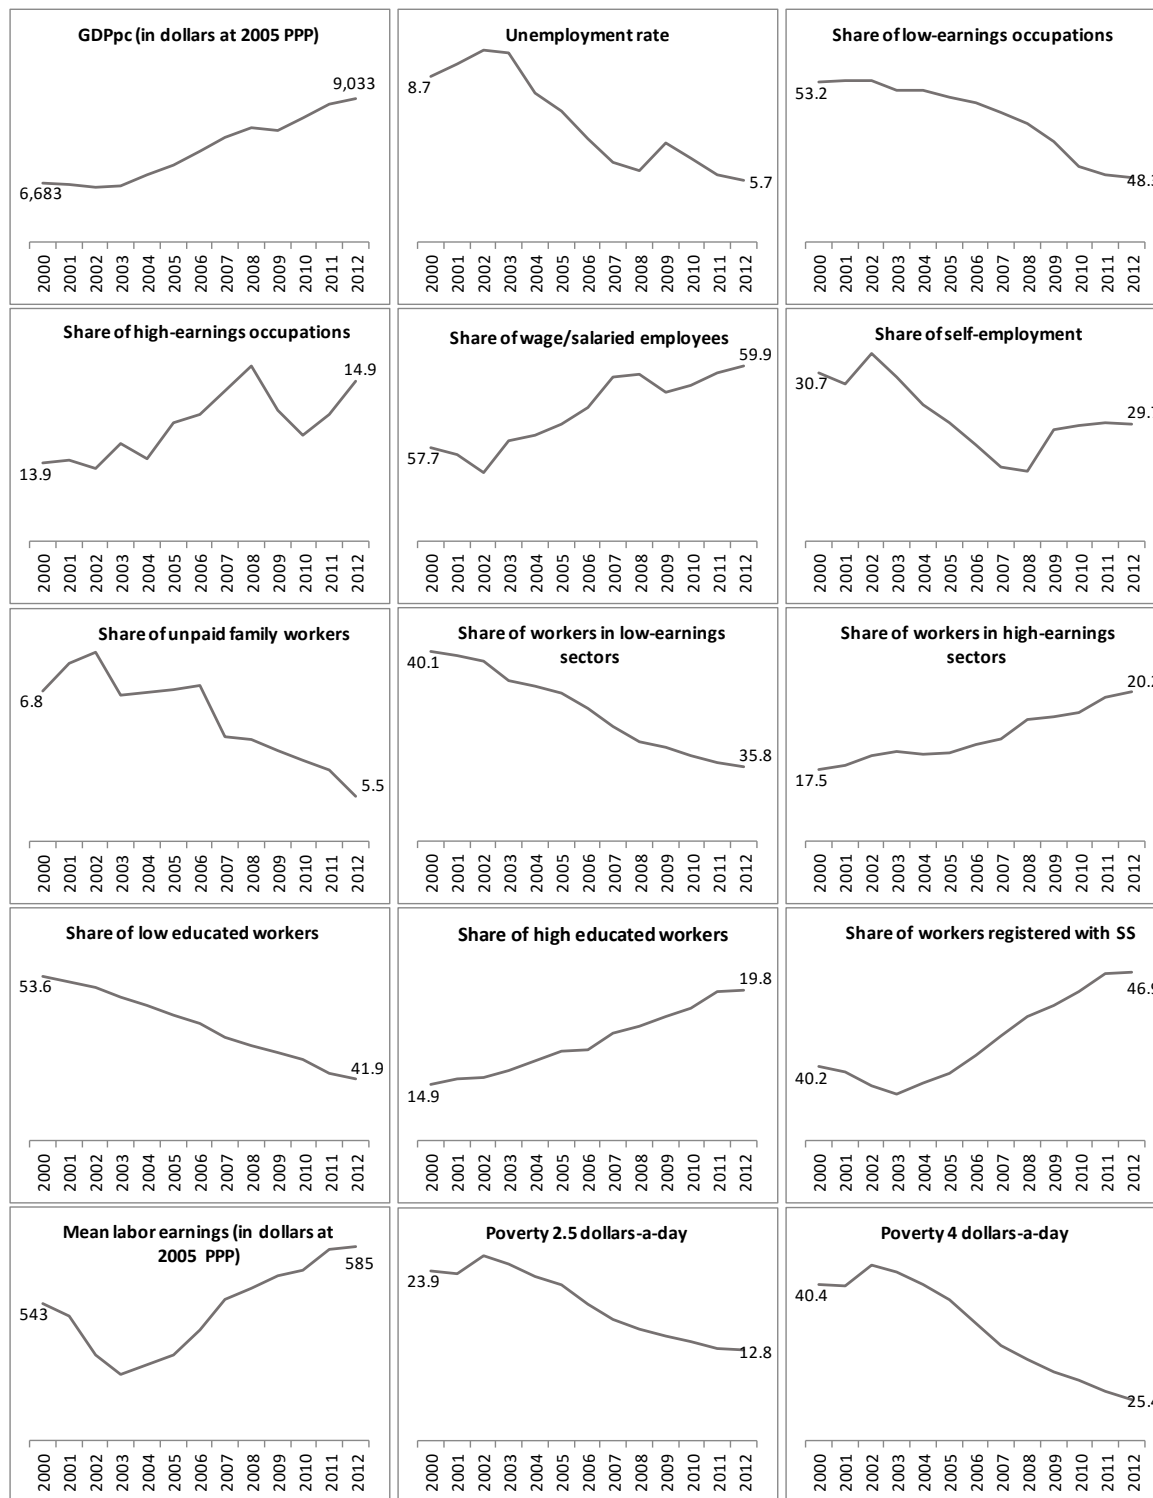 GDPpc (in dollars at 2005 PPP)
9,033
6,683
2000 2001 2002 2003 2004 2005 2006 2007 2008 2009 2010 2011 2012
Unemployment rate
8.7
5.7
2000 2001 2002 2003 2004 2005 2006 2007 2008 2009 2010 2011 2012
Share of low-earnings occupations
53.2
48.3
2000 2001 2002 2003 2004 2005 2006 2007 2008 2009 2010 2011 2012
Share of high-earnings occupations
14.9
13.9
2000 2001 2002 2003 2004 2005 2006 2007 2008 2009 2010 2011 2012
Share of wage/salaried employees
59.9
57.7
2000 2001 2002 2003 2004 2005 2006 2007 2008 2009 2010 2011 2012
Share of self-employment
30.7
29.7
2000 2001 2002 2003 2004 2005 2006 2007 2008 2009 2010 2011 2012
Share of unpaid family workers
6.8
5.5
2000 2001 2002 2003 2004 2005 2006 2007 2008 2009 2010 2011 2012
Share of workers in low-earnings
sectors
40.1
35.8
2000 2001 2002 2003 2004 2005 2006 2007 2008 2009 2010 2011 2012
Share of workers in high-earnings
sectors
20.2
17.5
2000 2001 2002 2003 2004 2005 2006 2007 2008 2009 2010 2011 2012
Share of low educated workers
53.6
41.9
2000 2001 2002 2003 2004 2005 2006 2007 2008 2009 2010 2011 2012
Share of high educated workers
19.8
14.9
2000 2001 2002 2003 2004 2005 2006 2007 2008 2009 2010 2011 2012
Share of workers registered with SS
46.9
40.2
2000 2001 2002 2003 2004 2005 2006 2007 2008 2009 2010 2011 2012
Mean labor earnings (in dollars at
2005 PPP)
585
543
2000 2001 2002 2003 2004 2005 2006 2007 2008 2009 2010 2011 2012
Poverty 2.5 dollars-a-day
23.9
12.8
2000 2001 2002 2003 2004 2005 2006 2007 2008 2009 2010 2011 2012
Poverty 4 dollars-a-day
40.4
25.4
2000 2001 2002 2003 2004 2005 2006 2007 2008 2009 2010 2011 2012